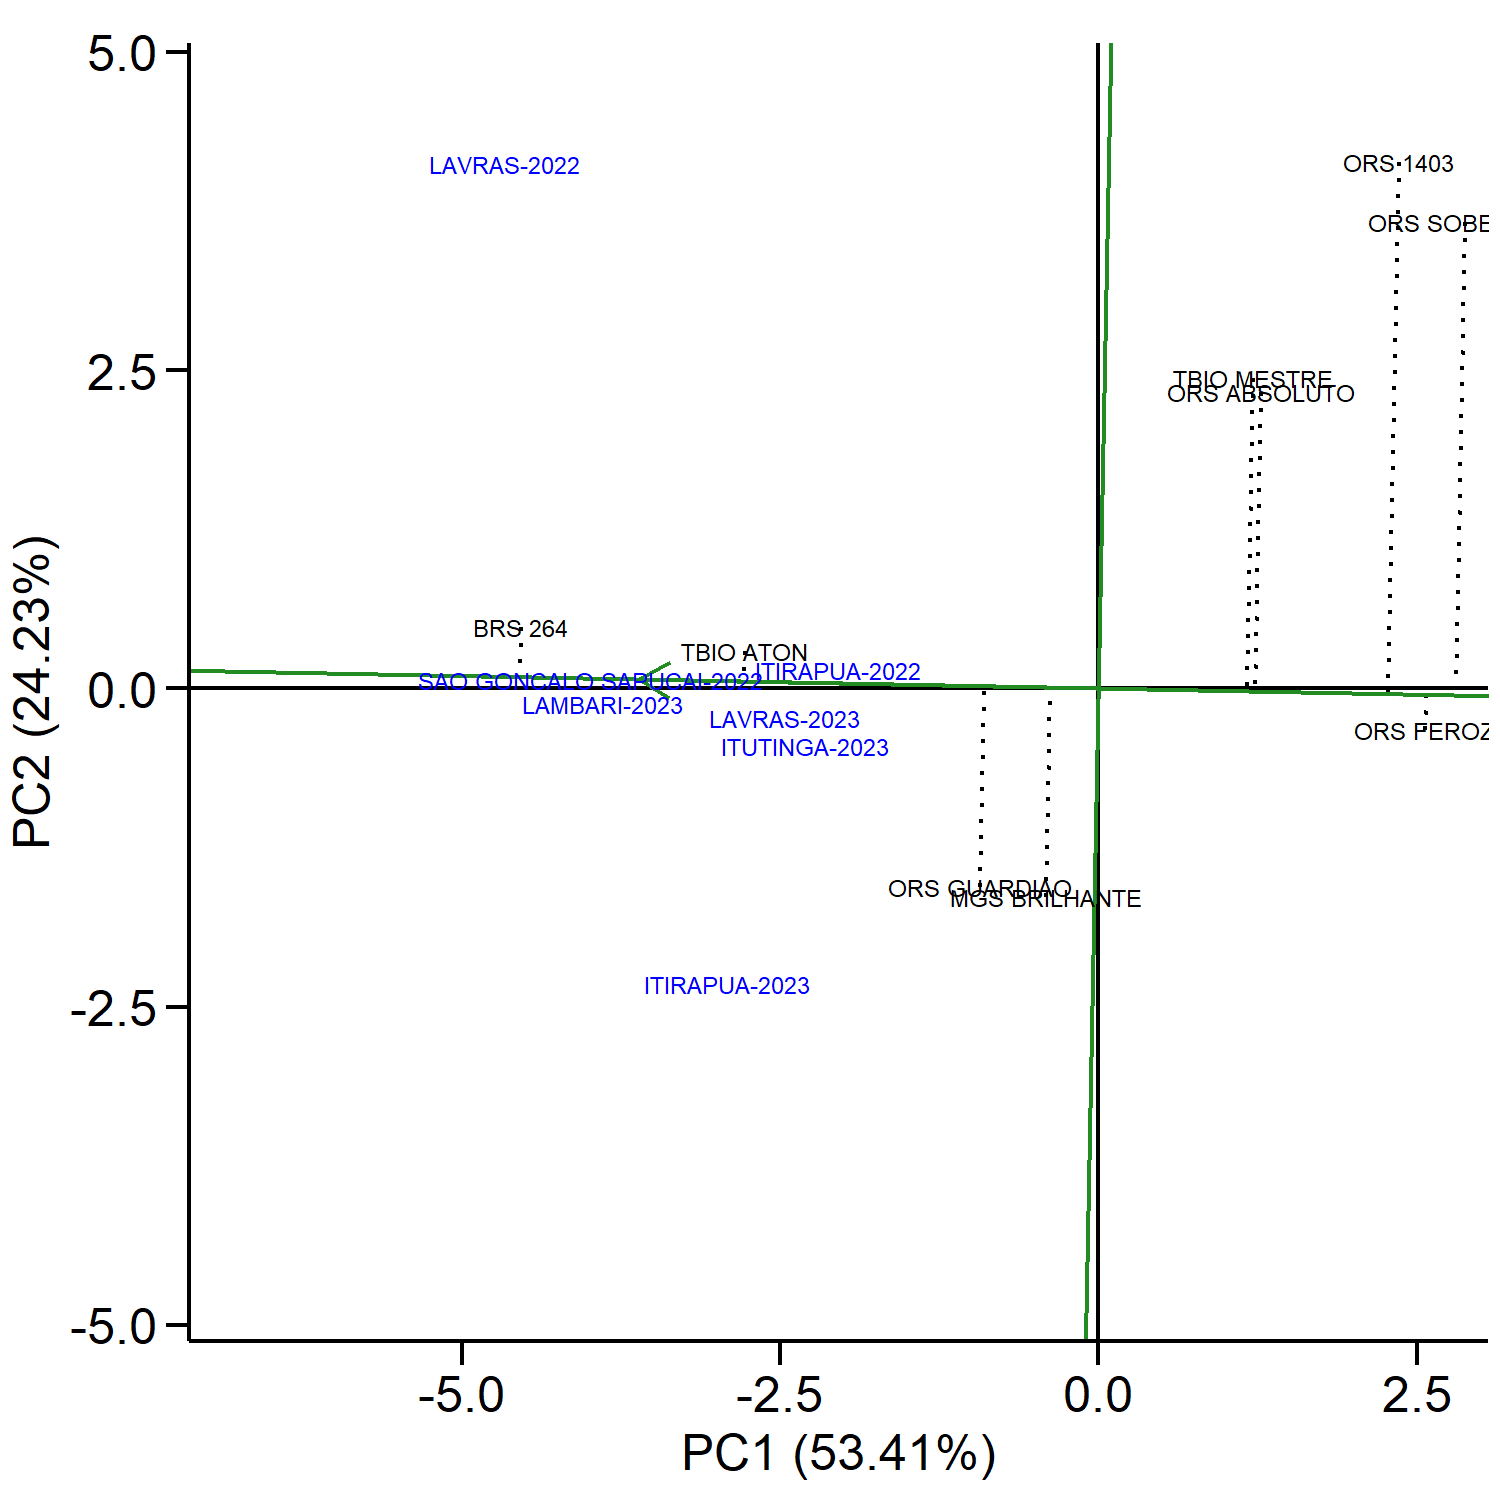 5.0
LAVRAS-2022
ORS 1403
ORS SOBE
2.5
TBIO MESTRE
ORS ABSOLUTO
BRS 264
TBIO ATON
ITIRAPUA-2022
SAO GONCALO SAPUCAI-2022
0.0
LAMBARI-2023
LAVRAS-2023
ORS FEROZ
ITUTINGA-2023
PC2 (24.23%)
ORS GUARDIAO
MGS BRILHANTE
ITIRAPUA-2023
-2.5
-5.0
-5.0 -2.5 0.0 2.5
PC1 (53.41%)